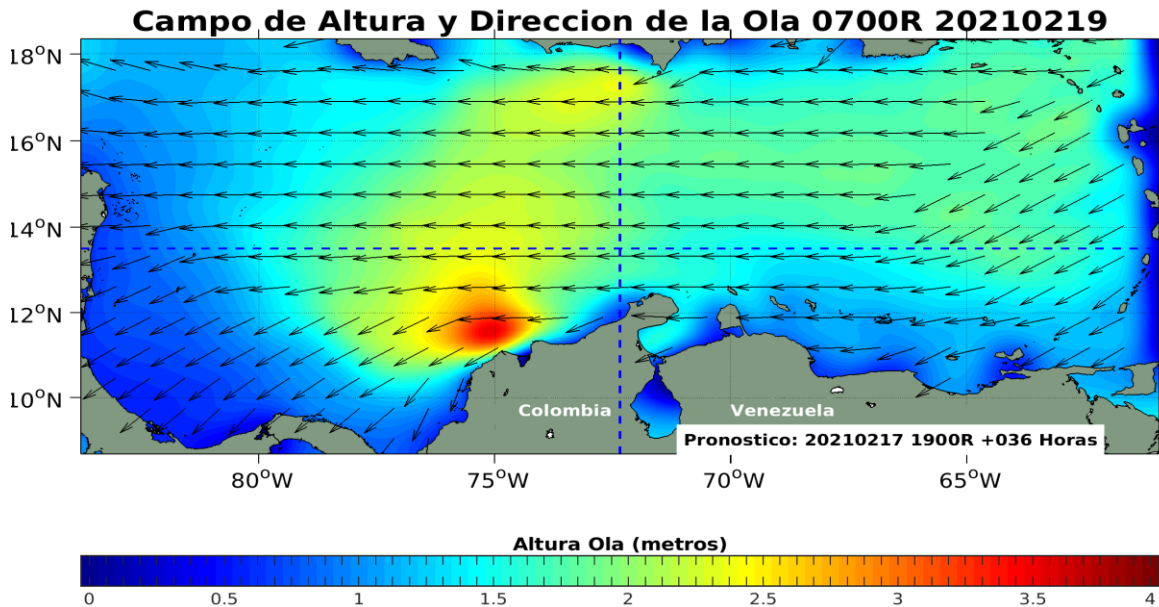 Campo de Altura y Direccion de la Ola 0700R 20210219
18°N
16°N
14°N
12°N
10°N
Colombia
Venezuela
Pronostico: 20210217 1900R +036 Horas
80°W
75°W
70°W
65°W
Altura Ola (metros)
0 0.5 1 1.5 2 2.5 3 3.5 4